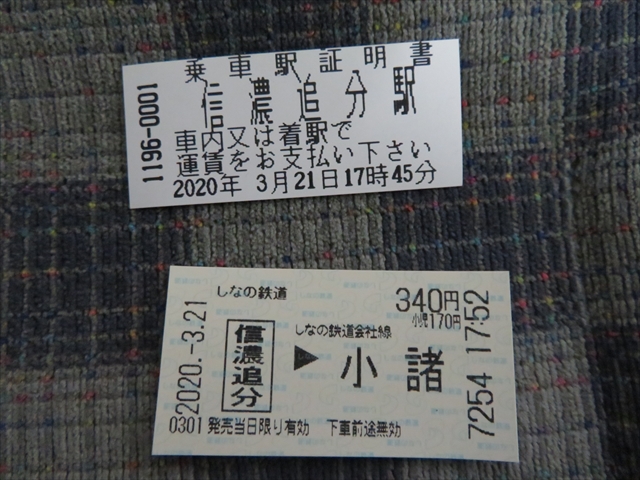 乗車駅証明書
信濃追分駅
車内又は着駅で
運賃をお支払い下さい
2020年 3月21日17時45分
1196-0001
しなの鉄道
340円
小児170円
2020.-3.21
信濃追分
しなの鉄道会社線
▶ 小諸
7254 17:52
0301 発売当日限り有効 下車前途無効